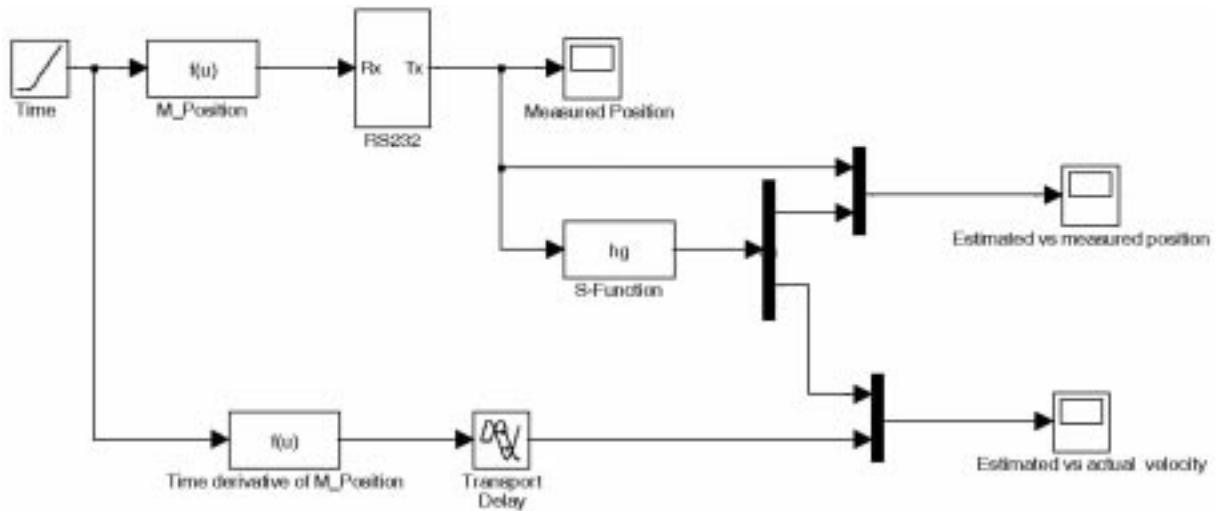 Time
f(u)
M_Position
Rx Tx
RS232
Measured Position
Estimated vs measured position
hg
S-Function
f(u)
Time derivative of M_Position
Transport
Delay
Estimated vs actual velocity